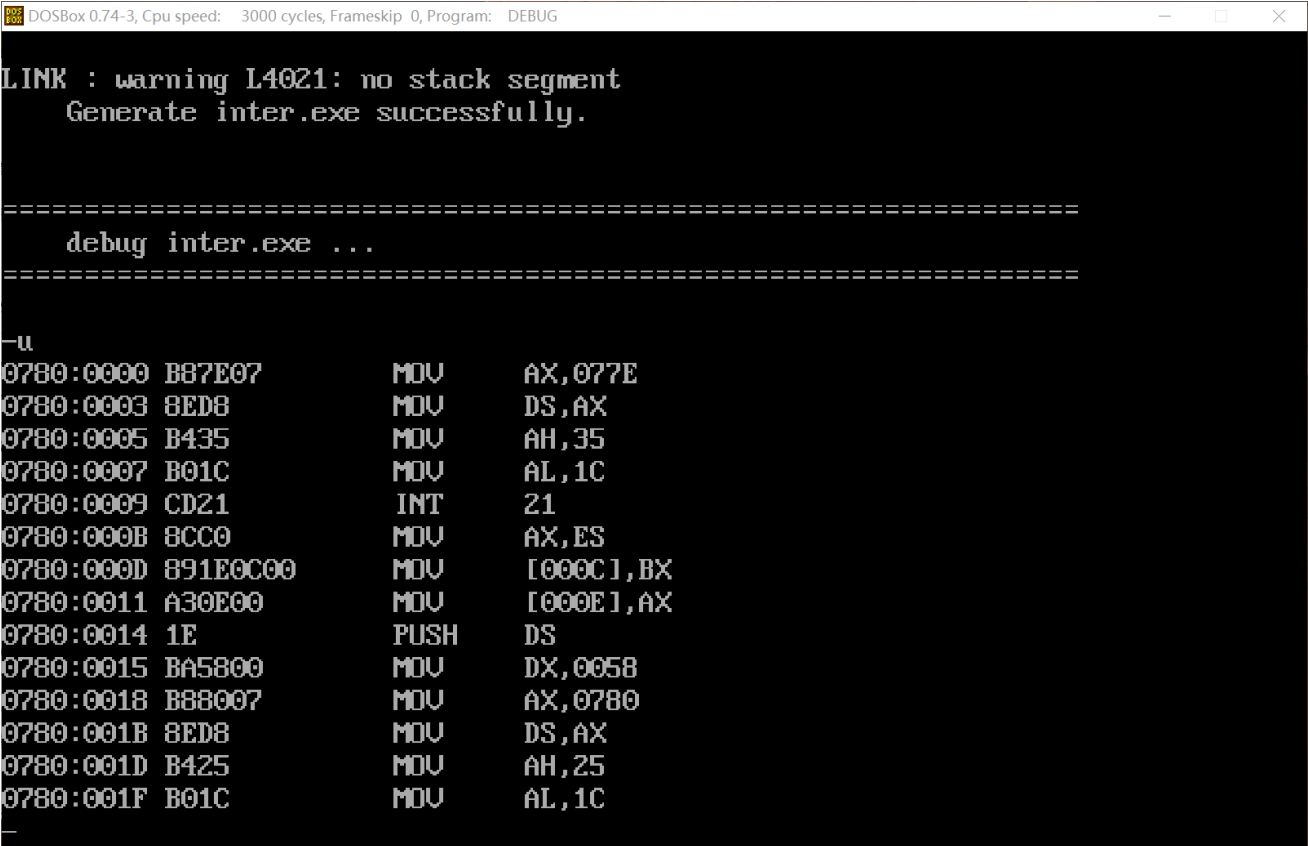 DOSBox 0.74-3, Cpu speed: 3000 cycles, Frameskip 0, Program: DEBUG
LINK : warning L4021: no stack segment
Generate inter.exe successfully.
===================================================================
debug inter.exe ...
===================================================================
-u
0780:0000 B87E07 MOV AX,077E
0780:0003 8ED8 MOV DS,AX
0780:0005 B435 MOV AH,35
0780:0007 B01C MOV AL,1C
0780:0009 CD21 INT 21
0780:000B 8CC0 MOV AX,ES
0780:000D 891E0C00 MOV [000C],BX
0780:0011 A30E00 MOV [000E],AX
0780:0014 1E PUSH DS
0780:0015 BA5800 MOV DX,0058
0780:0018 B88007 MOV AX,0780
0780:001B 8ED8 MOV DS,AX
0780:001D B425 MOV AH,25
0780:001F B01C MOV AL,1C